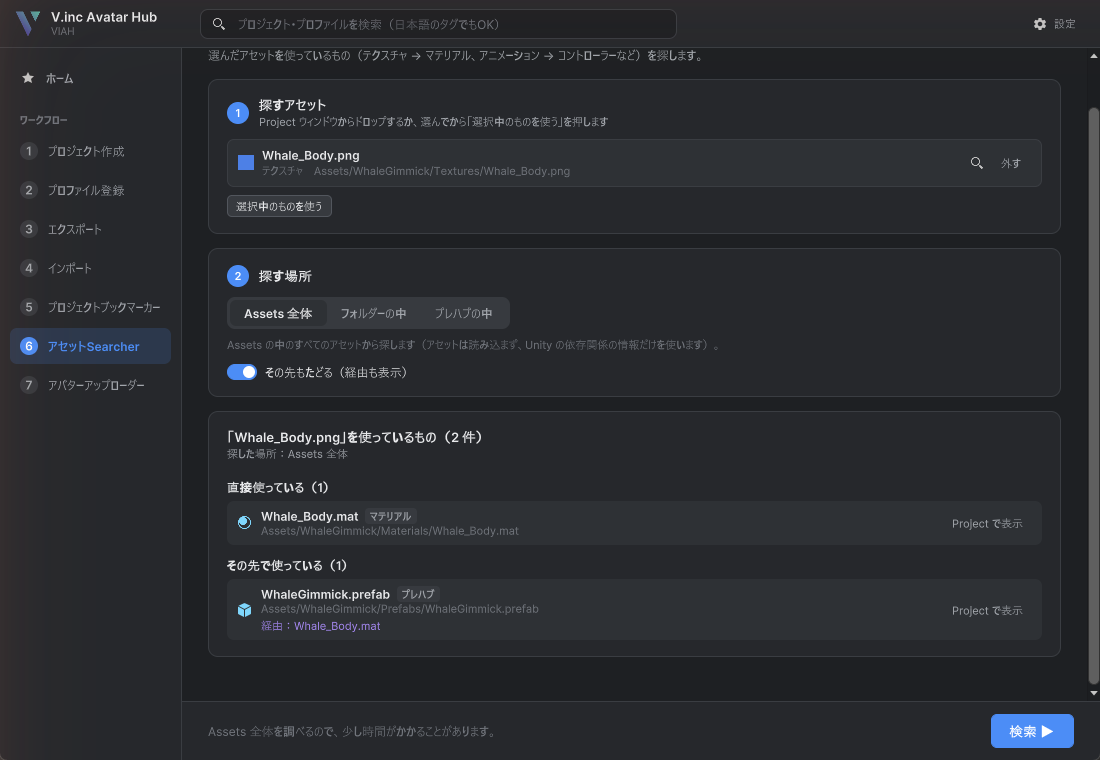 V.inc Avatar Hub
VIAH
プロジェクト・プロファイルを検索（日本語のタグでもOK）
設定
ホーム
ワークフロー
1 プロジェクト作成
2 プロファイル登録
3 エクスポート
4 インポート
5 プロジェクトブックマーカー
6 アセットSearcher
7 アバターアップローダー
選んだアセットを使っているもの（テクスチャ → マテリアル、アニメーション → コントローラーなど）を探します。
1 探すアセット
Project ウィンドウからドロップするか、選んでから「選択中のものを使う」を押します
Whale_Body.png
テクスチャ Assets/WhaleGimmick/Textures/Whale_Body.png
外す
選択中のものを使う
2 探す場所
Assets 全体 フォルダーの中 プレハブの中
Assets の中のすべてのアセットから探します（アセットは読み込まず、Unity の依存関係の情報だけを使います）。
その先もたどる（経由も表示）
「Whale_Body.png」を使っているもの（2 件）
探した場所：Assets 全体
直接使っている（1）
Whale_Body.mat マテリアル
Assets/WhaleGimmick/Materials/Whale_Body.mat
Project で表示
その先で使っている（1）
WhaleGimmick.prefab プレハブ
Assets/WhaleGimmick/Prefabs/WhaleGimmick.prefab
経由：Whale_Body.mat
Project で表示
Assets 全体を調べるので、少し時間がかかることがあります。
検索 ▶